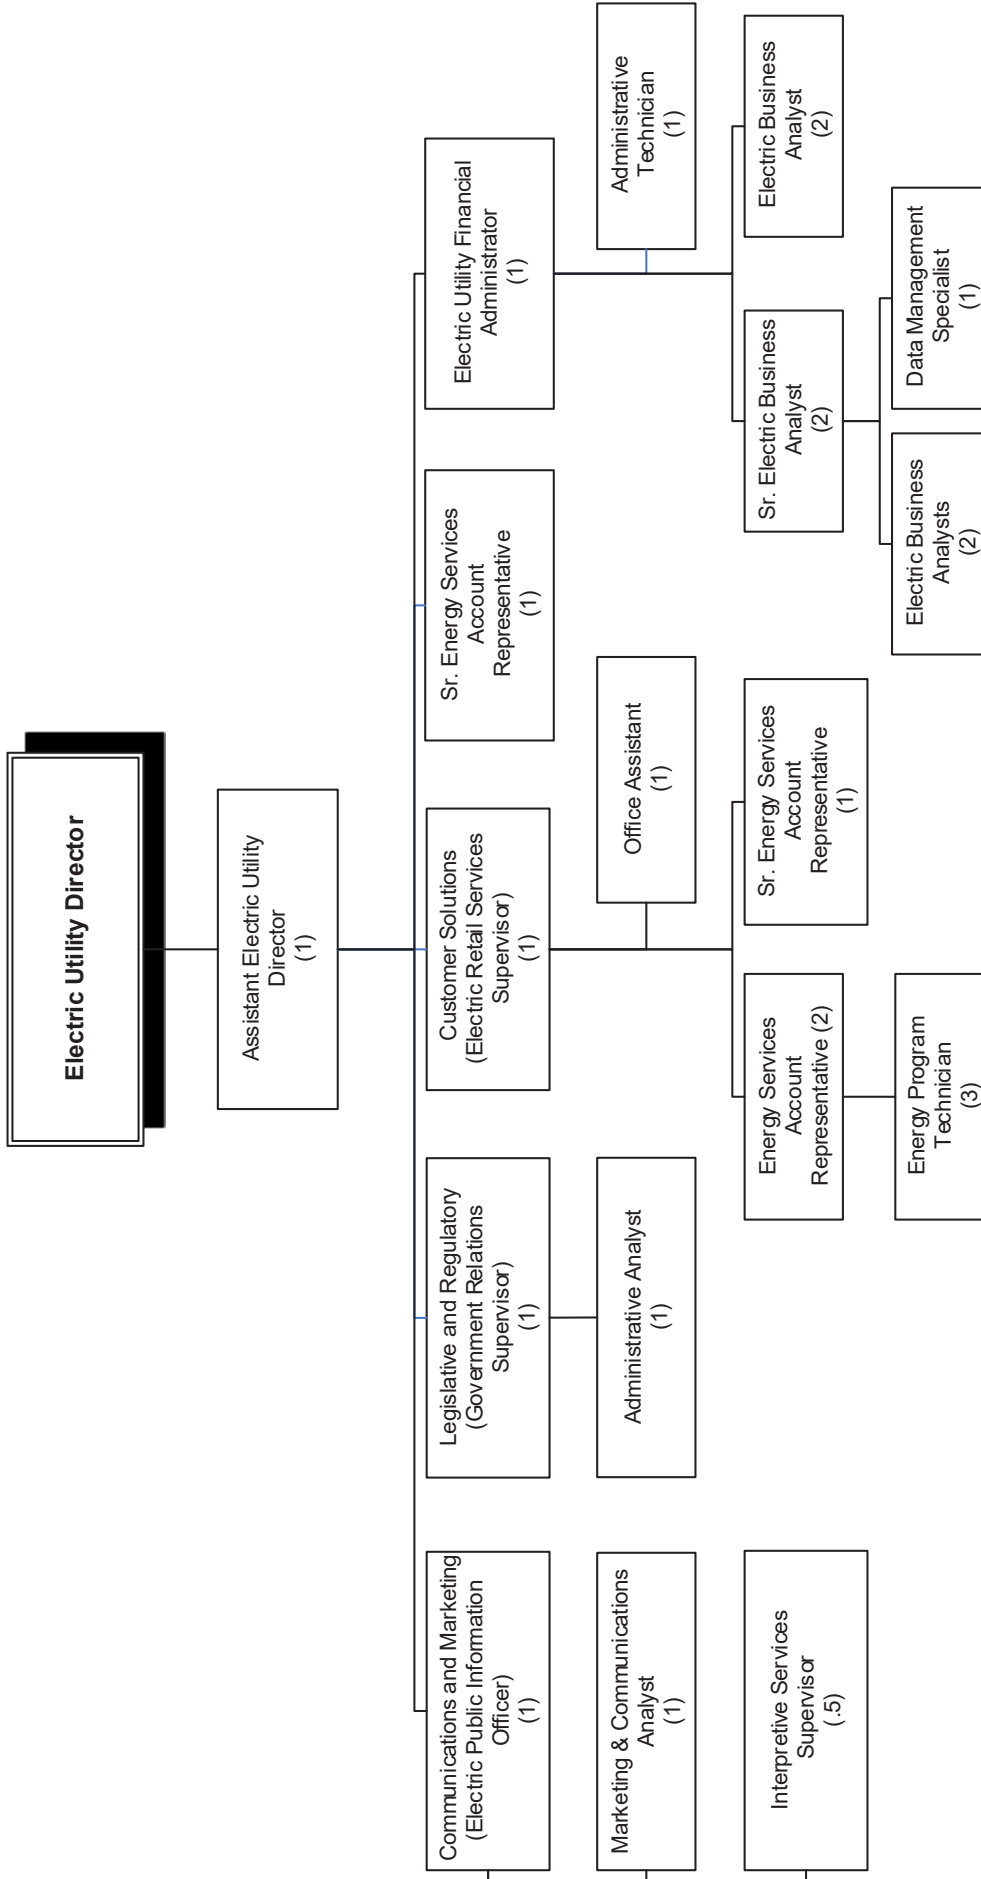 Electric Utility Director
Assistant Electric Utility
Director
(1)
Communications and Marketing
(Electric Public Information
Officer)
(1)
Legislative and Regulatory
(Government Relations
Supervisor)
(1)
Customer Solutions
(Electric Retail Services
Supervisor)
(1)
Sr. Energy Services
Account
Representative
(1)
Electric Utility Financial
Administrator
(1)
Marketing & Communications
Analyst
(1)
Administrative Analyst
(1)
Office Assistant
(1)
Administrative
Technician
(1)
Interpretive Services
Supervisor
(.5)
Energy Services
Account
Representative (2)
Sr. Energy Services
Account
Representative
(1)
Sr. Electric Business
Analyst
(2)
Electric Business
Analyst
(2)
Energy Program
Technician
(3)
Electric Business
Analysts
(2)
Data Management
Specialist
(1)